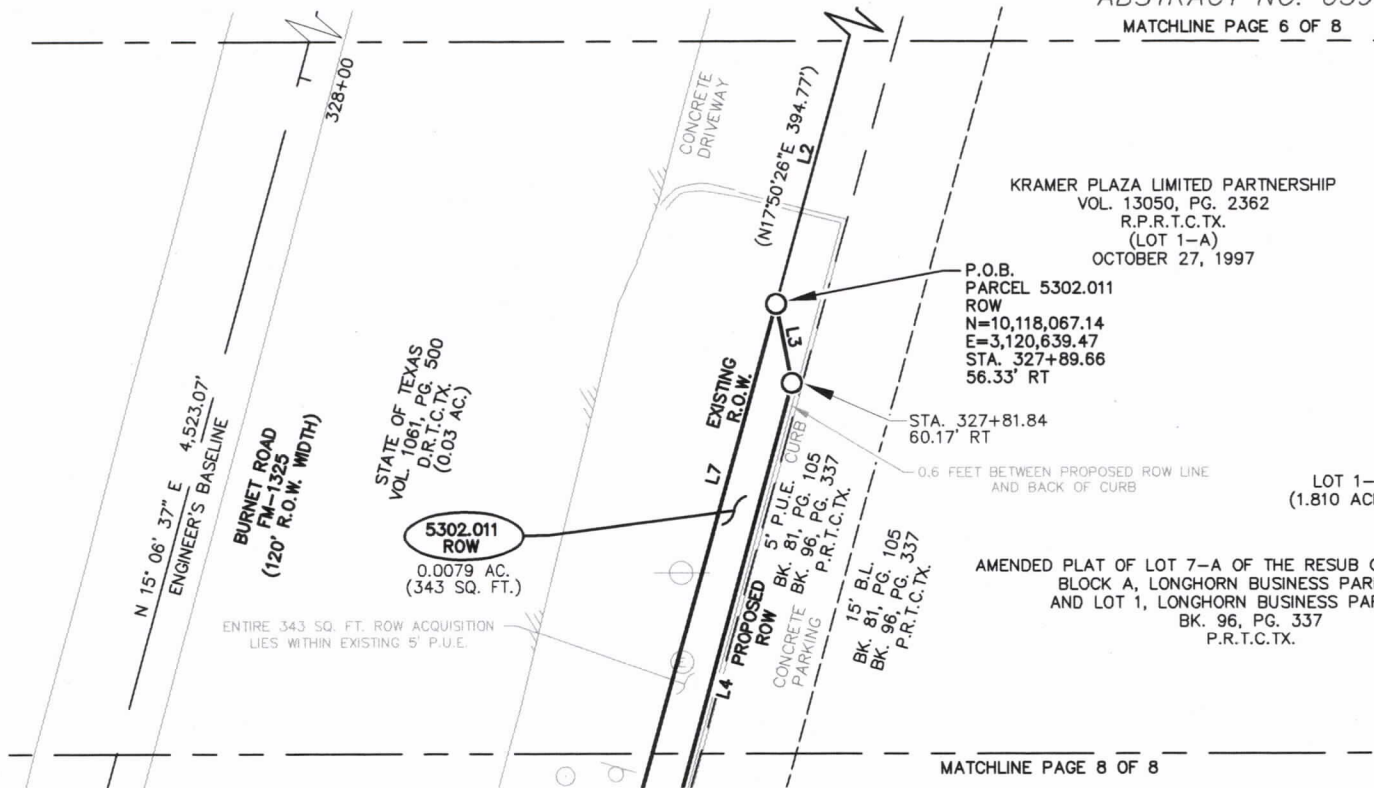 ABSTRACT NO.
MATCHLINE PAGE 6 OF 8
328+00
CONCRETE
DRIVEWAY
(N17°50'26"E 394.77')
L2
KRAMER PLAZA LIMITED PARTNERSHIP
VOL. 13050, PG. 2362
R.P.R.T.C.TX.
(LOT 1-A)
OCTOBER 27, 1997
P.O.B.
PARCEL 5302.011
ROW
N=10,118,067.14
E=3,120,639.47
STA. 327+89.66
56.33' RT
L3
STA. 327+81.84
60.17' RT
0.6 FEET BETWEEN PROPOSED ROW LINE
AND BACK OF CURB
EXISTING
R.O.W.
L7
STATE OF TEXAS
VOL. 1061, PG. 500
D.R.T.C.TX.
(0.03 AC.)
N 15° 06' 37" E 4,523.07'
ENGINEER'S BASELINE
BURNET ROAD
FM-1325
(120' R.O.W. WIDTH)
5302.011
ROW
0.0079 AC.
(343 SQ. FT.)
ENTIRE 343 SQ. FT. ROW ACQUISITION
LIES WITHIN EXISTING 5' P.U.E.
L4
PROPOSED
ROW
CURB
CONCRETE
PARKING
5' P.U.E.
BK. 81, PG. 105
BK. 96, PG. 337
P.R.T.C.TX.
15' B.L.
BK. 81, PG. 105
BK. 96, PG. 337
P.R.T.C.TX.
LOT 1-
(1.810
AMENDED PLAT OF LOT 7-A OF THE RESUB
BLOCK A, LONGHORN BUSINESS
AND LOT 1, LONGHORN BUSINESS
BK. 96, PG. 337
P.R.T.C.TX.
MATCHLINE PAGE 8 OF 8